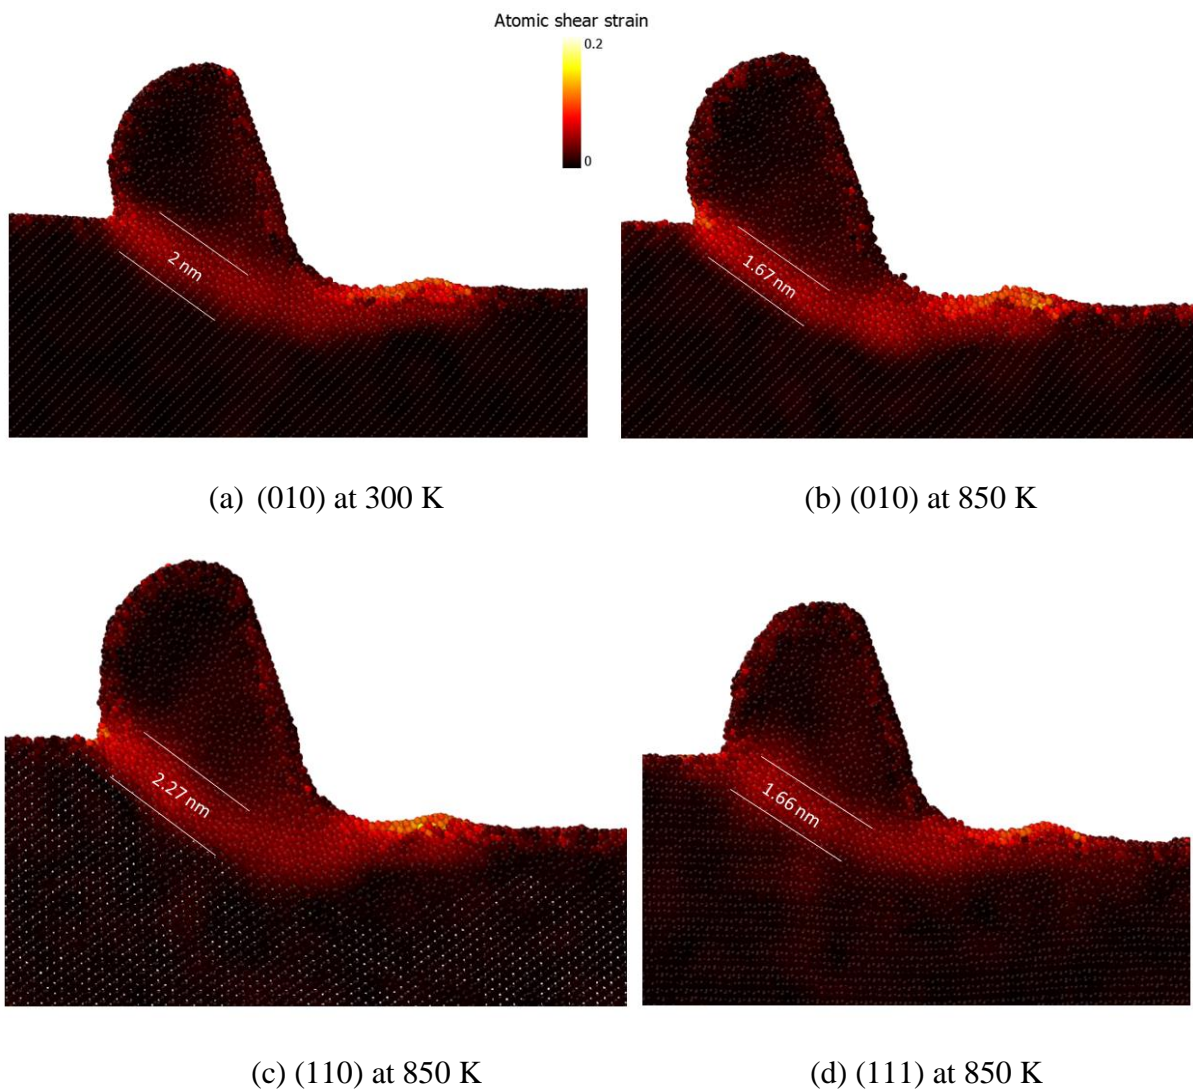 Atomic shear strain
0.2
0
2 nm
1.67 nm
(a) (010) at 300 K
(b) (010) at 850 K
2.27 nm
1.66 nm
(c) (110) at 850 K
(d) (111) at 850 K